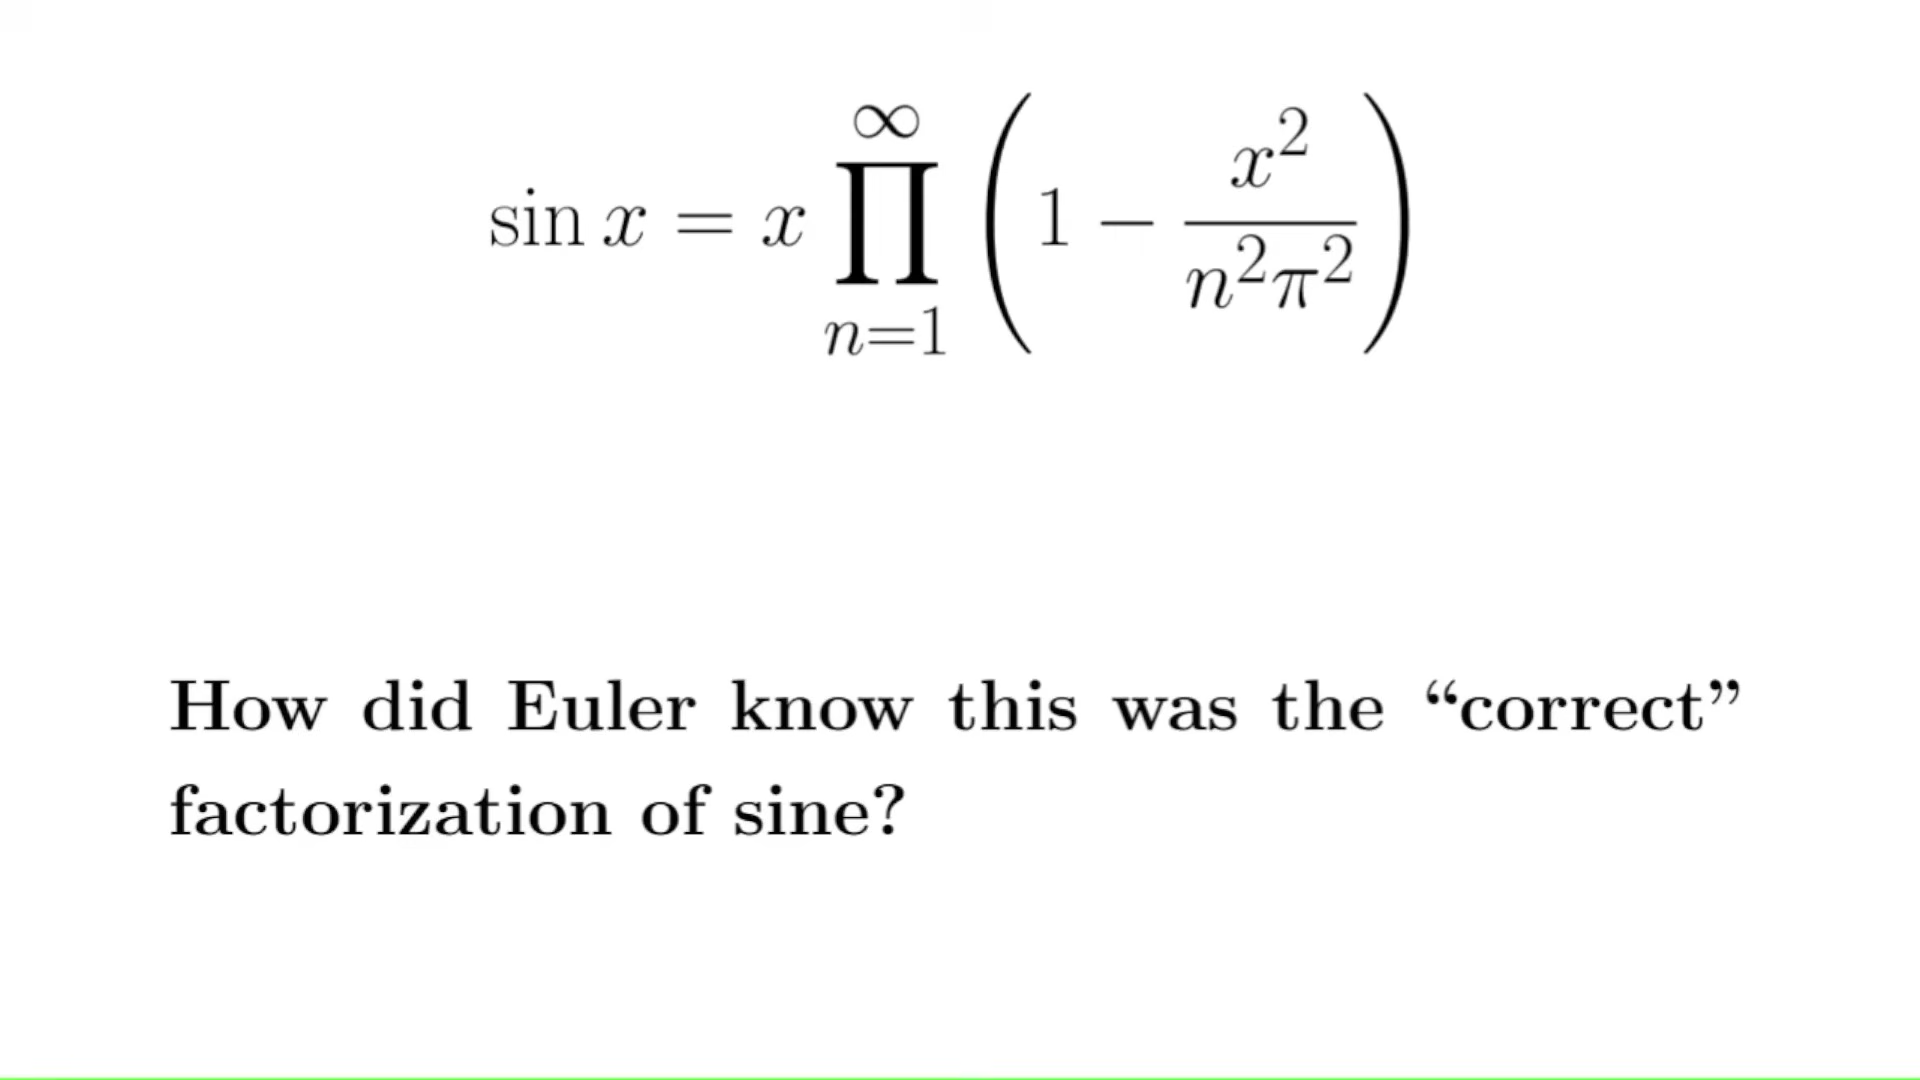 sin x = x ∏_{n=1}^{∞} (1 − x²/(n²π²))
How did Euler know this was the “correct”
factorization of sine?